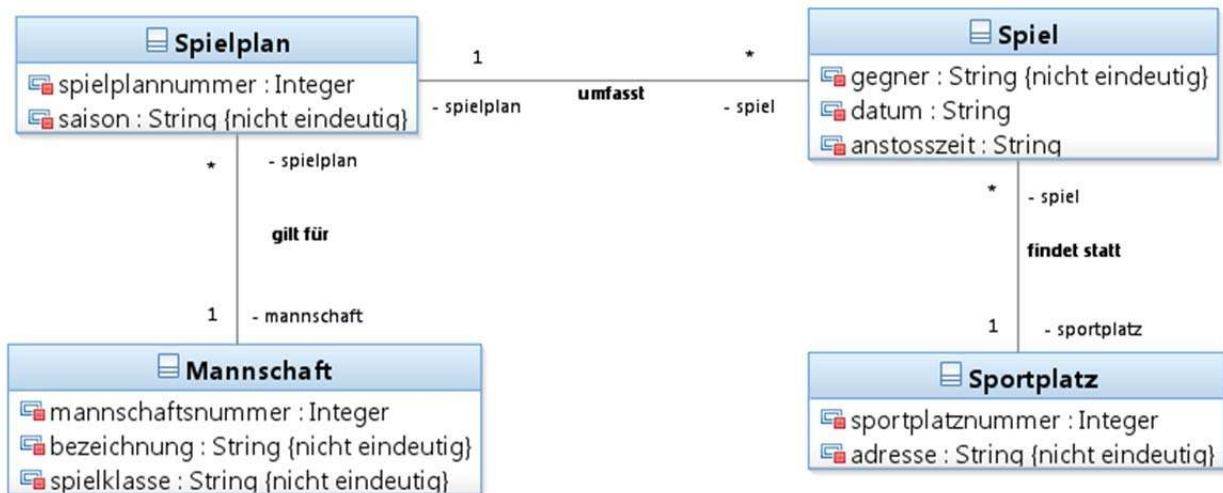 Spielplan
spielplannummer : Integer
saison : String {nicht eindeutig}
1
*
umfasst
- spielplan
- spiel
Spiel
gegner : String {nicht eindeutig}
datum : String
anstosszeit : String
*
- spielplan
gilt für
1
- mannschaft
*
- spiel
findet statt
1
- sportplatz
Mannschaft
mannschaftsnummer : Integer
bezeichnung : String {nicht eindeutig}
spielklasse : String {nicht eindeutig}
Sportplatz
sportplatznummer : Integer
adresse : String {nicht eindeutig}